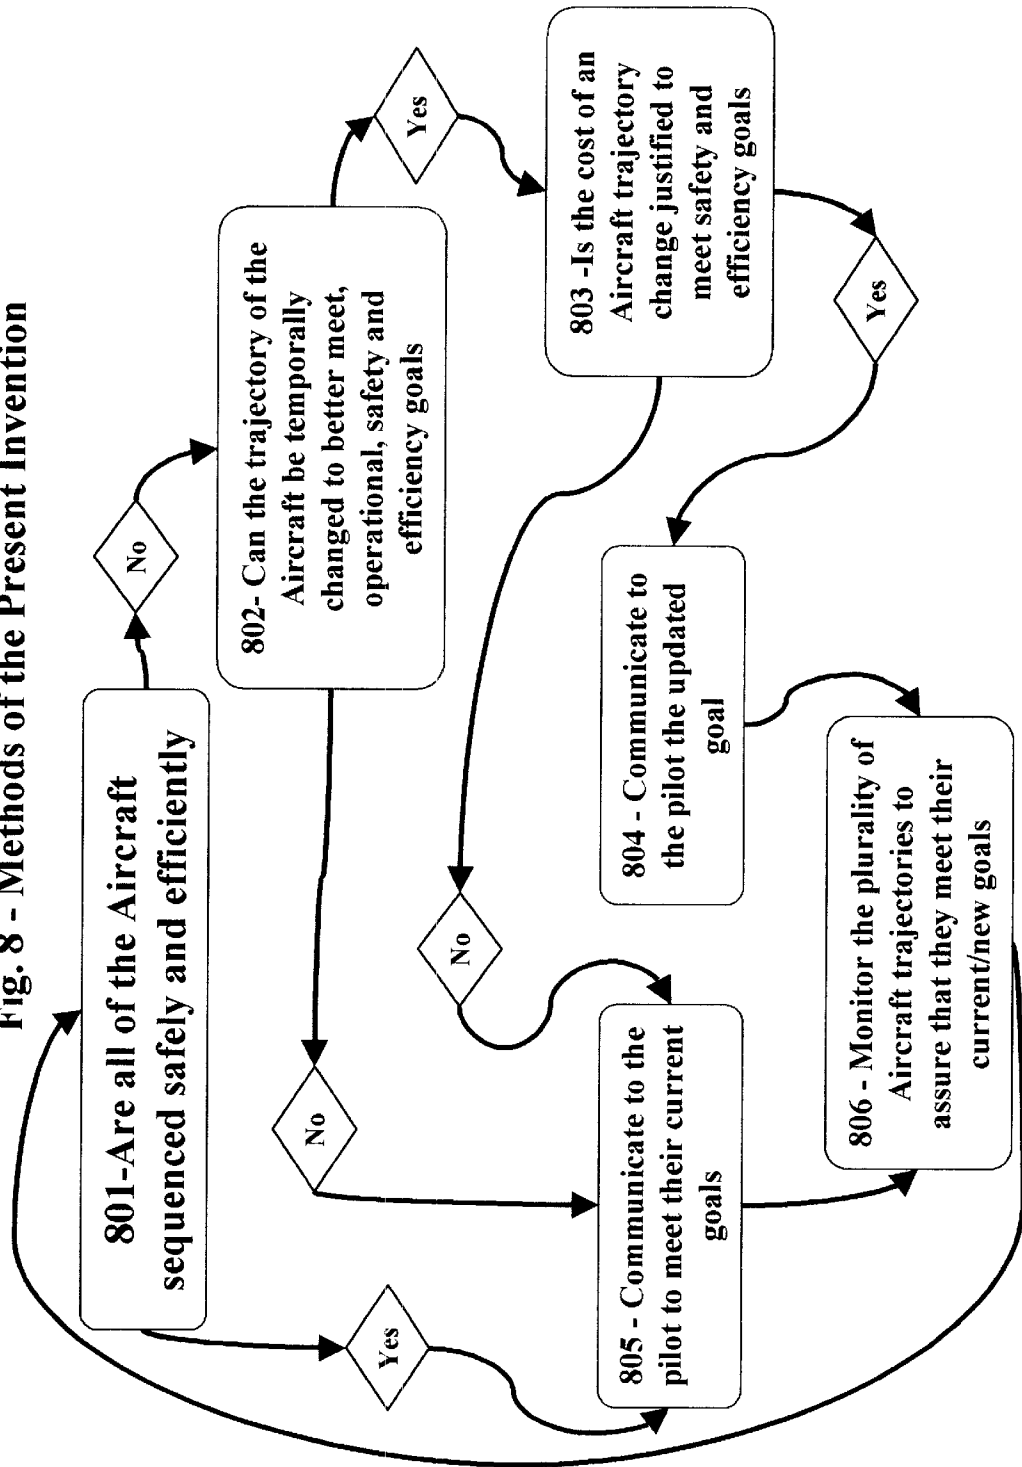 Fig. 8 - Methods of the Present Invention
801-Are all of the Aircraft
sequenced safely and efficiently
No
802- Can the trajectory of the
Aircraft be temporally
changed to better meet,
operational, safety and
efficiency goals
Yes
Yes
No
803 -Is the cost of an
Aircraft trajectory
change justified to
meet safety and
efficiency goals
No
Yes
805 - Communicate to the
pilot to meet their current
goals
804 - Communicate to
the pilot the updated
goal
806 - Monitor the plurality of
Aircraft trajectories to
assure that they meet their
current/new goals